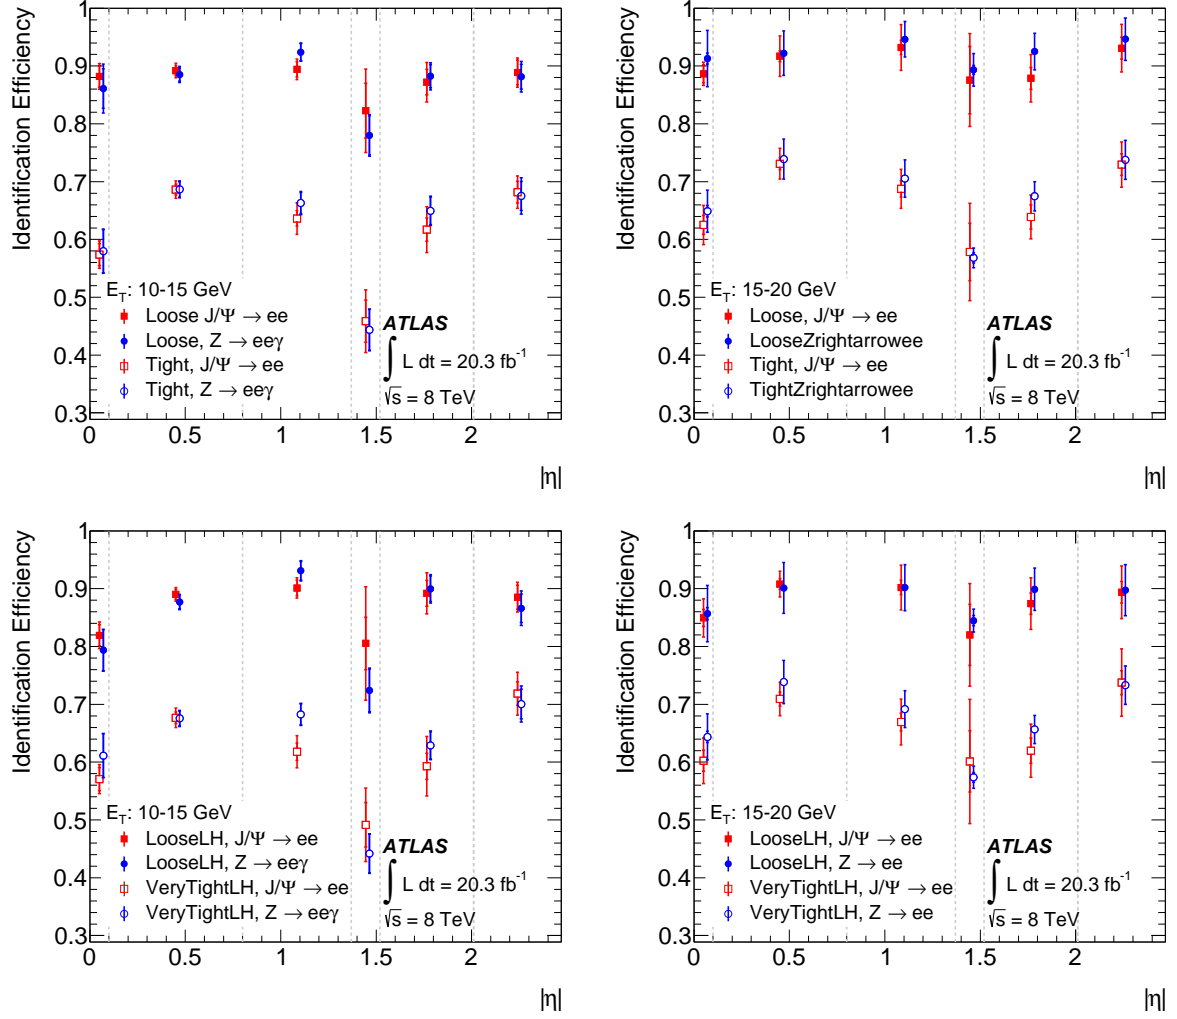 Identification Efficiency
1
0.9
0.8
0.7
0.6
0.5
0.4
0.3
E_T: 10-15 GeV
Loose J/Ψ → ee
Loose, Z → eeγ
Tight, J/Ψ → ee
Tight, Z → eeγ
ATLAS
∫ L dt = 20.3 fb⁻¹
√s = 8 TeV
0 0.5 1 1.5 2
|η|
Identification Efficiency
1
0.9
0.8
0.7
0.6
0.5
0.4
0.3
E_T: 15-20 GeV
Loose, J/Ψ → ee
LooseZrightarrowee
Tight, J/Ψ → ee
TightZrightarrowee
ATLAS
∫ L dt = 20.3 fb⁻¹
√s = 8 TeV
0 0.5 1 1.5 2
|η|
Identification Efficiency
1
0.9
0.8
0.7
0.6
0.5
0.4
0.3
E_T: 10-15 GeV
LooseLH, J/Ψ → ee
LooseLH, Z → eeγ
VeryTightLH, J/Ψ → ee
VeryTightLH, Z → eeγ
ATLAS
∫ L dt = 20.3 fb⁻¹
√s = 8 TeV
0 0.5 1 1.5 2
|η|
Identification Efficiency
1
0.9
0.8
0.7
0.6
0.5
0.4
0.3
E_T: 15-20 GeV
LooseLH, J/Ψ → ee
LooseLH, Z → ee
VeryTightLH, J/Ψ → ee
VeryTightLH, Z → ee
ATLAS
∫ L dt = 20.3 fb⁻¹
√s = 8 TeV
0 0.5 1 1.5 2
|η|